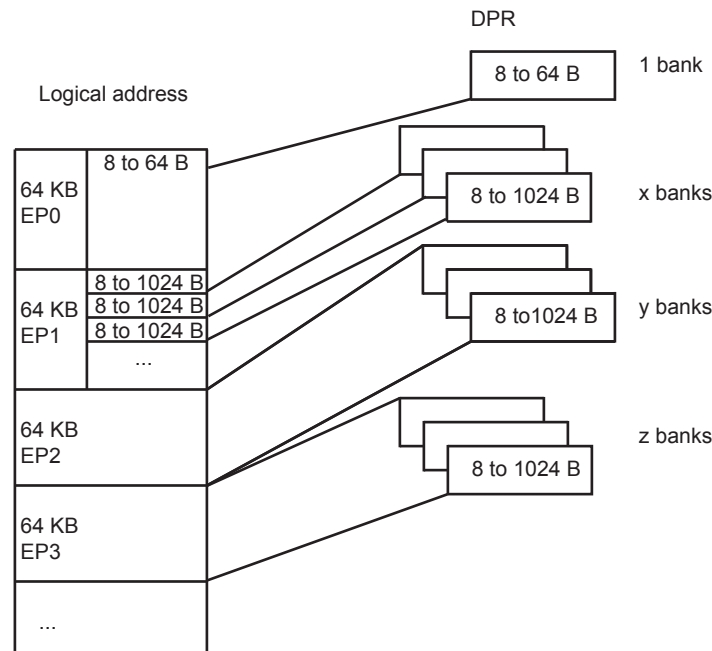 DPR
8 to 64 B
1 bank
Logical address
8 to 64 B
64 KB
EP0
8 to 1024 B
x banks
64 KB
EP1
8 to 1024 B
8 to 1024 B
8 to 1024 B
...
8 to1024 B
y banks
64 KB
EP2
8 to 1024 B
z banks
64 KB
EP3
...